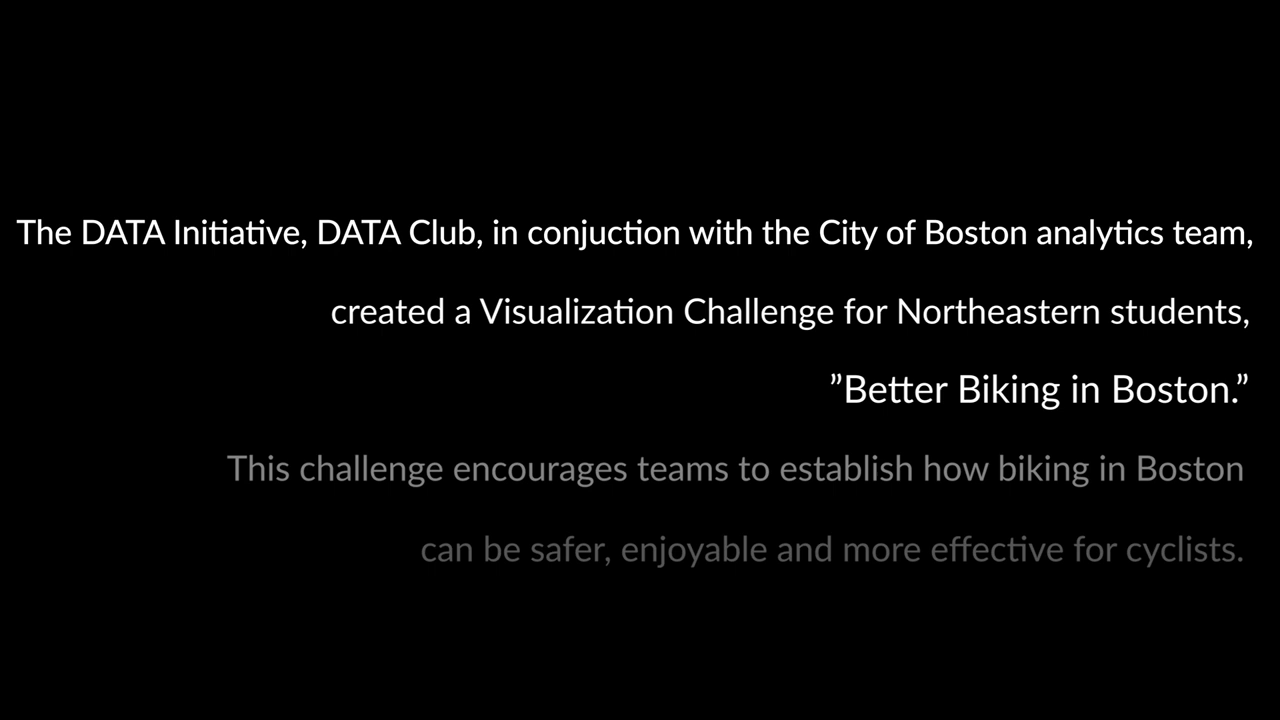 The DATA Initiative, DATA Club, in conjuction with the City of Boston analytics team,
created a Visualization Challenge for Northeastern students,
”Better Biking in Boston.”
This challenge encourages teams to establish how biking in Boston
can be safer, enjoyable and more effective for cyclists.